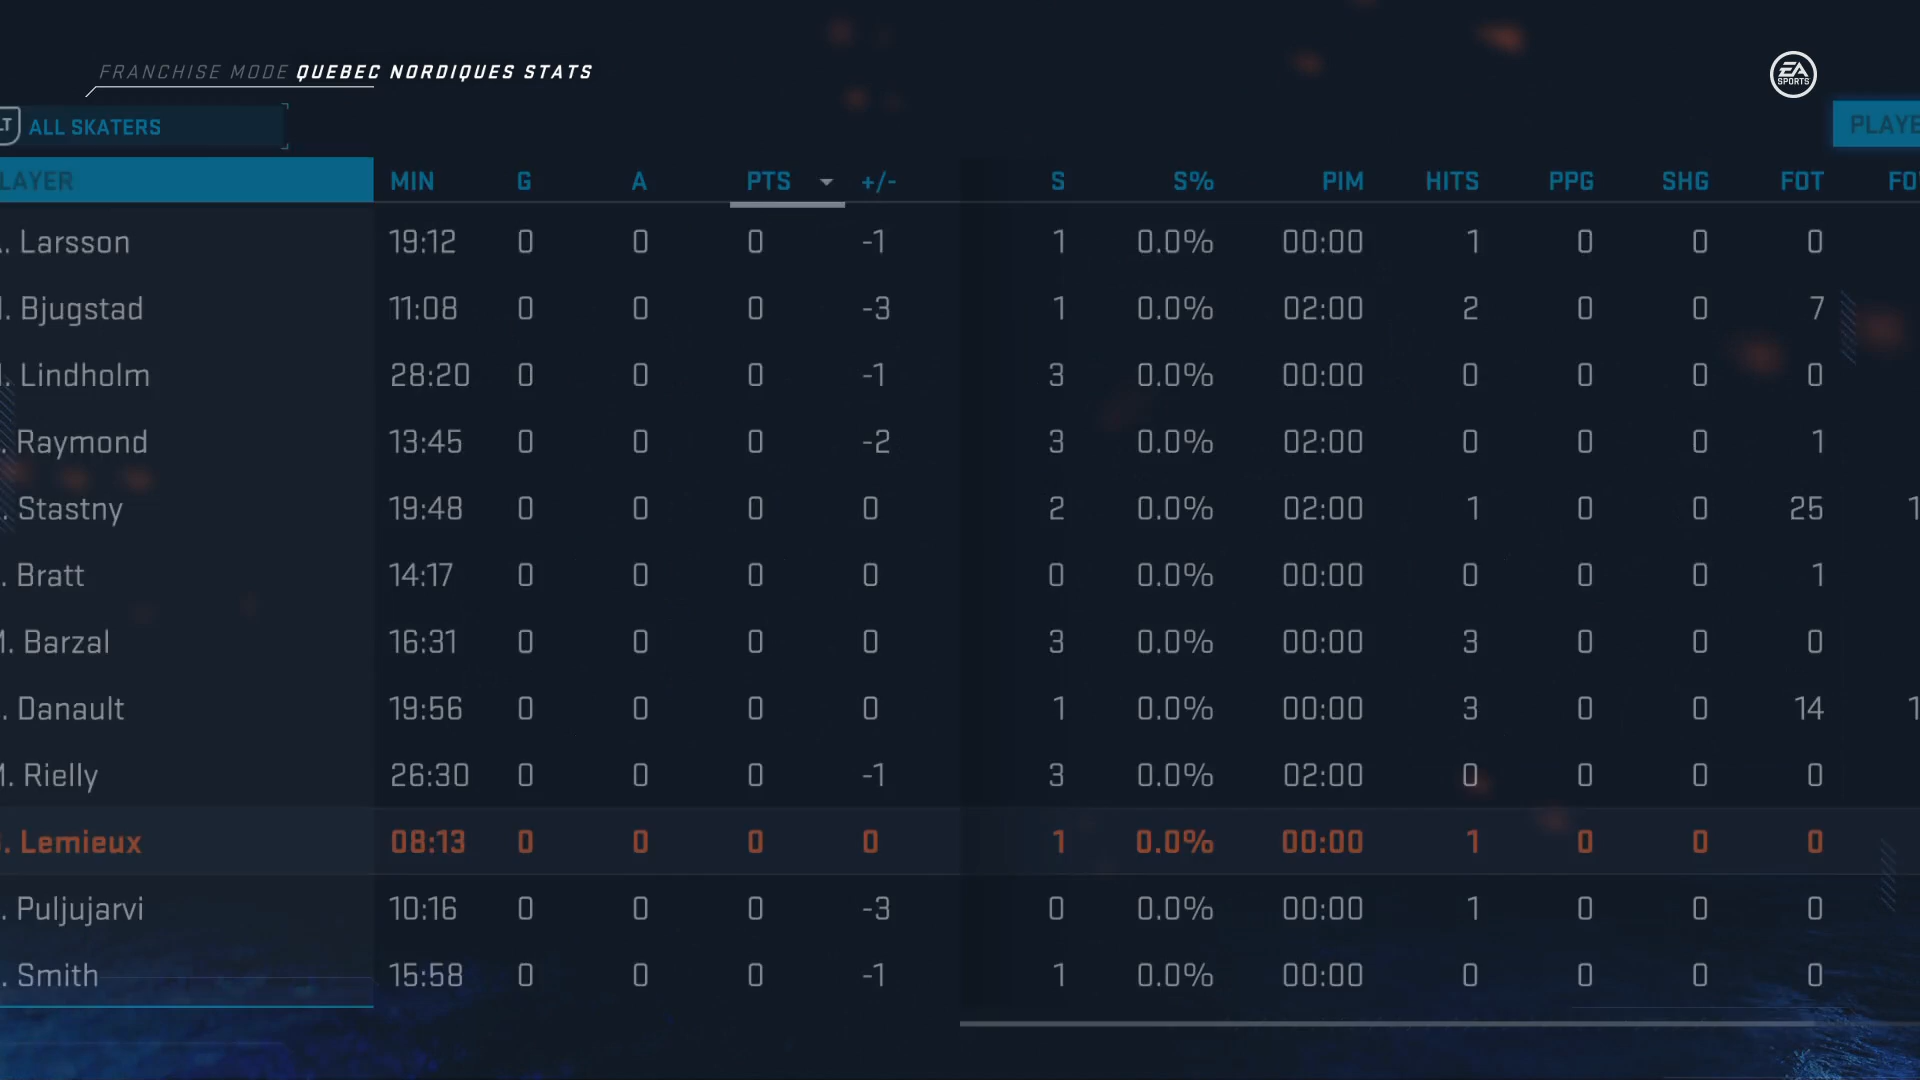 FRANCHISE MODE QUEBEC NORDIQUES STATS
EA SPORTS
LT ALL SKATERS PLAYE
LAYER MIN G A PTS +/- S S% PIM HITS PPG SHG FOT FO
. Larsson 19:12 0 0 0 -1 1 0.0% 00:00 1 0 0 0
. Bjugstad 11:08 0 0 0 -3 1 0.0% 02:00 2 0 0 7
. Lindholm 28:20 0 0 0 -1 3 0.0% 00:00 0 0 0 0
. Raymond 13:45 0 0 0 -2 3 0.0% 02:00 0 0 0 1
. Stastny 19:48 0 0 0 0 2 0.0% 02:00 1 0 0 25 1
. Bratt 14:17 0 0 0 0 0 0.0% 00:00 0 0 0 1
M. Barzal 16:31 0 0 0 0 3 0.0% 00:00 3 0 0 0
. Danault 19:56 0 0 0 0 1 0.0% 00:00 3 0 0 14 1
M. Rielly 26:30 0 0 0 -1 3 0.0% 02:00 0 0 0 0
. Lemieux 08:13 0 0 0 0 1 0.0% 00:00 1 0 0 0
. Puljujarvi 10:16 0 0 0 -3 0 0.0% 00:00 1 0 0 0
. Smith 15:58 0 0 0 -1 1 0.0% 00:00 0 0 0 0